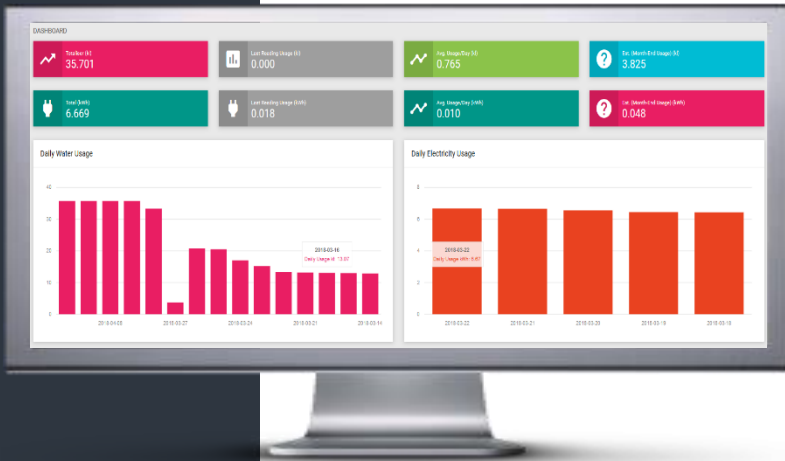 DASHBOARD
35.701
Last Reading Usage (kl)
0.000
Avg. Usage/Day (kl)
0.765
Est. (Month-End Usage) (kl)
3.825
Total (kWh)
6.669
Last Reading Usage (kWh)
0.018
Avg. Usage/Day (kWh)
0.010
Est. (Month-End Usage) (kWh)
0.048
Daily Water Usage
40
30
20
10
0
2018-03-16
2018-03-27
2018-03-24
2018-03-21
2018-03-14
Daily Electricity Usage
8
6
4
2
0
2018-03-22
2018-03-22
2018-03-21
2018-03-20
2018-03-19
2018-03-18